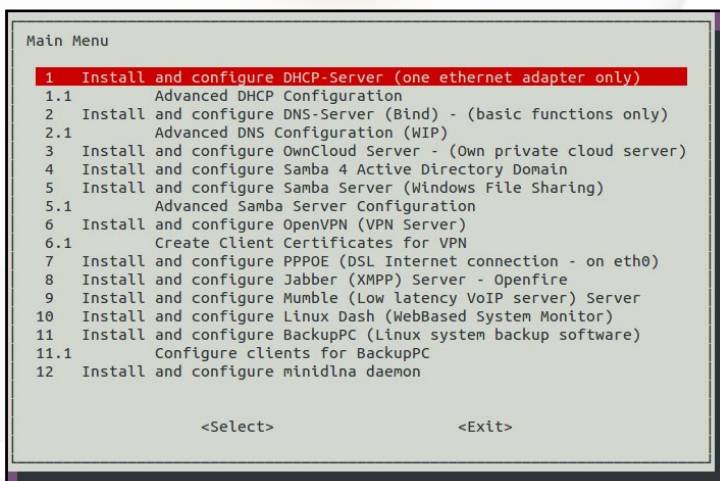 Main Menu
1 Install and configure DHCP-Server (one ethernet adapter only)
1.1 Advanced DHCP Configuration
2 Install and configure DNS-Server (Bind) - (basic functions only)
2.1 Advanced DNS Configuration (WIP)
3 Install and configure OwnCloud Server - (Own private cloud server)
4 Install and configure Samba 4 Active Directory Domain
5 Install and configure Samba Server (Windows File Sharing)
5.1 Advanced Samba Server Configuration
6 Install and configure OpenVPN (VPN Server)
6.1 Create Client Certificates for VPN
7 Install and configure PPPOE (DSL Internet connection - on eth0)
8 Install and configure Jabber (XMPP) Server - Openfire
9 Install and configure Mumble (Low latency VoIP server) Server
10 Install and configure Linux Dash (WebBased System Monitor)
11 Install and configure BackupPC (Linux system backup software)
11.1 Configure clients for BackupPC
12 Install and configure minidlna daemon
<Select> <Exit>